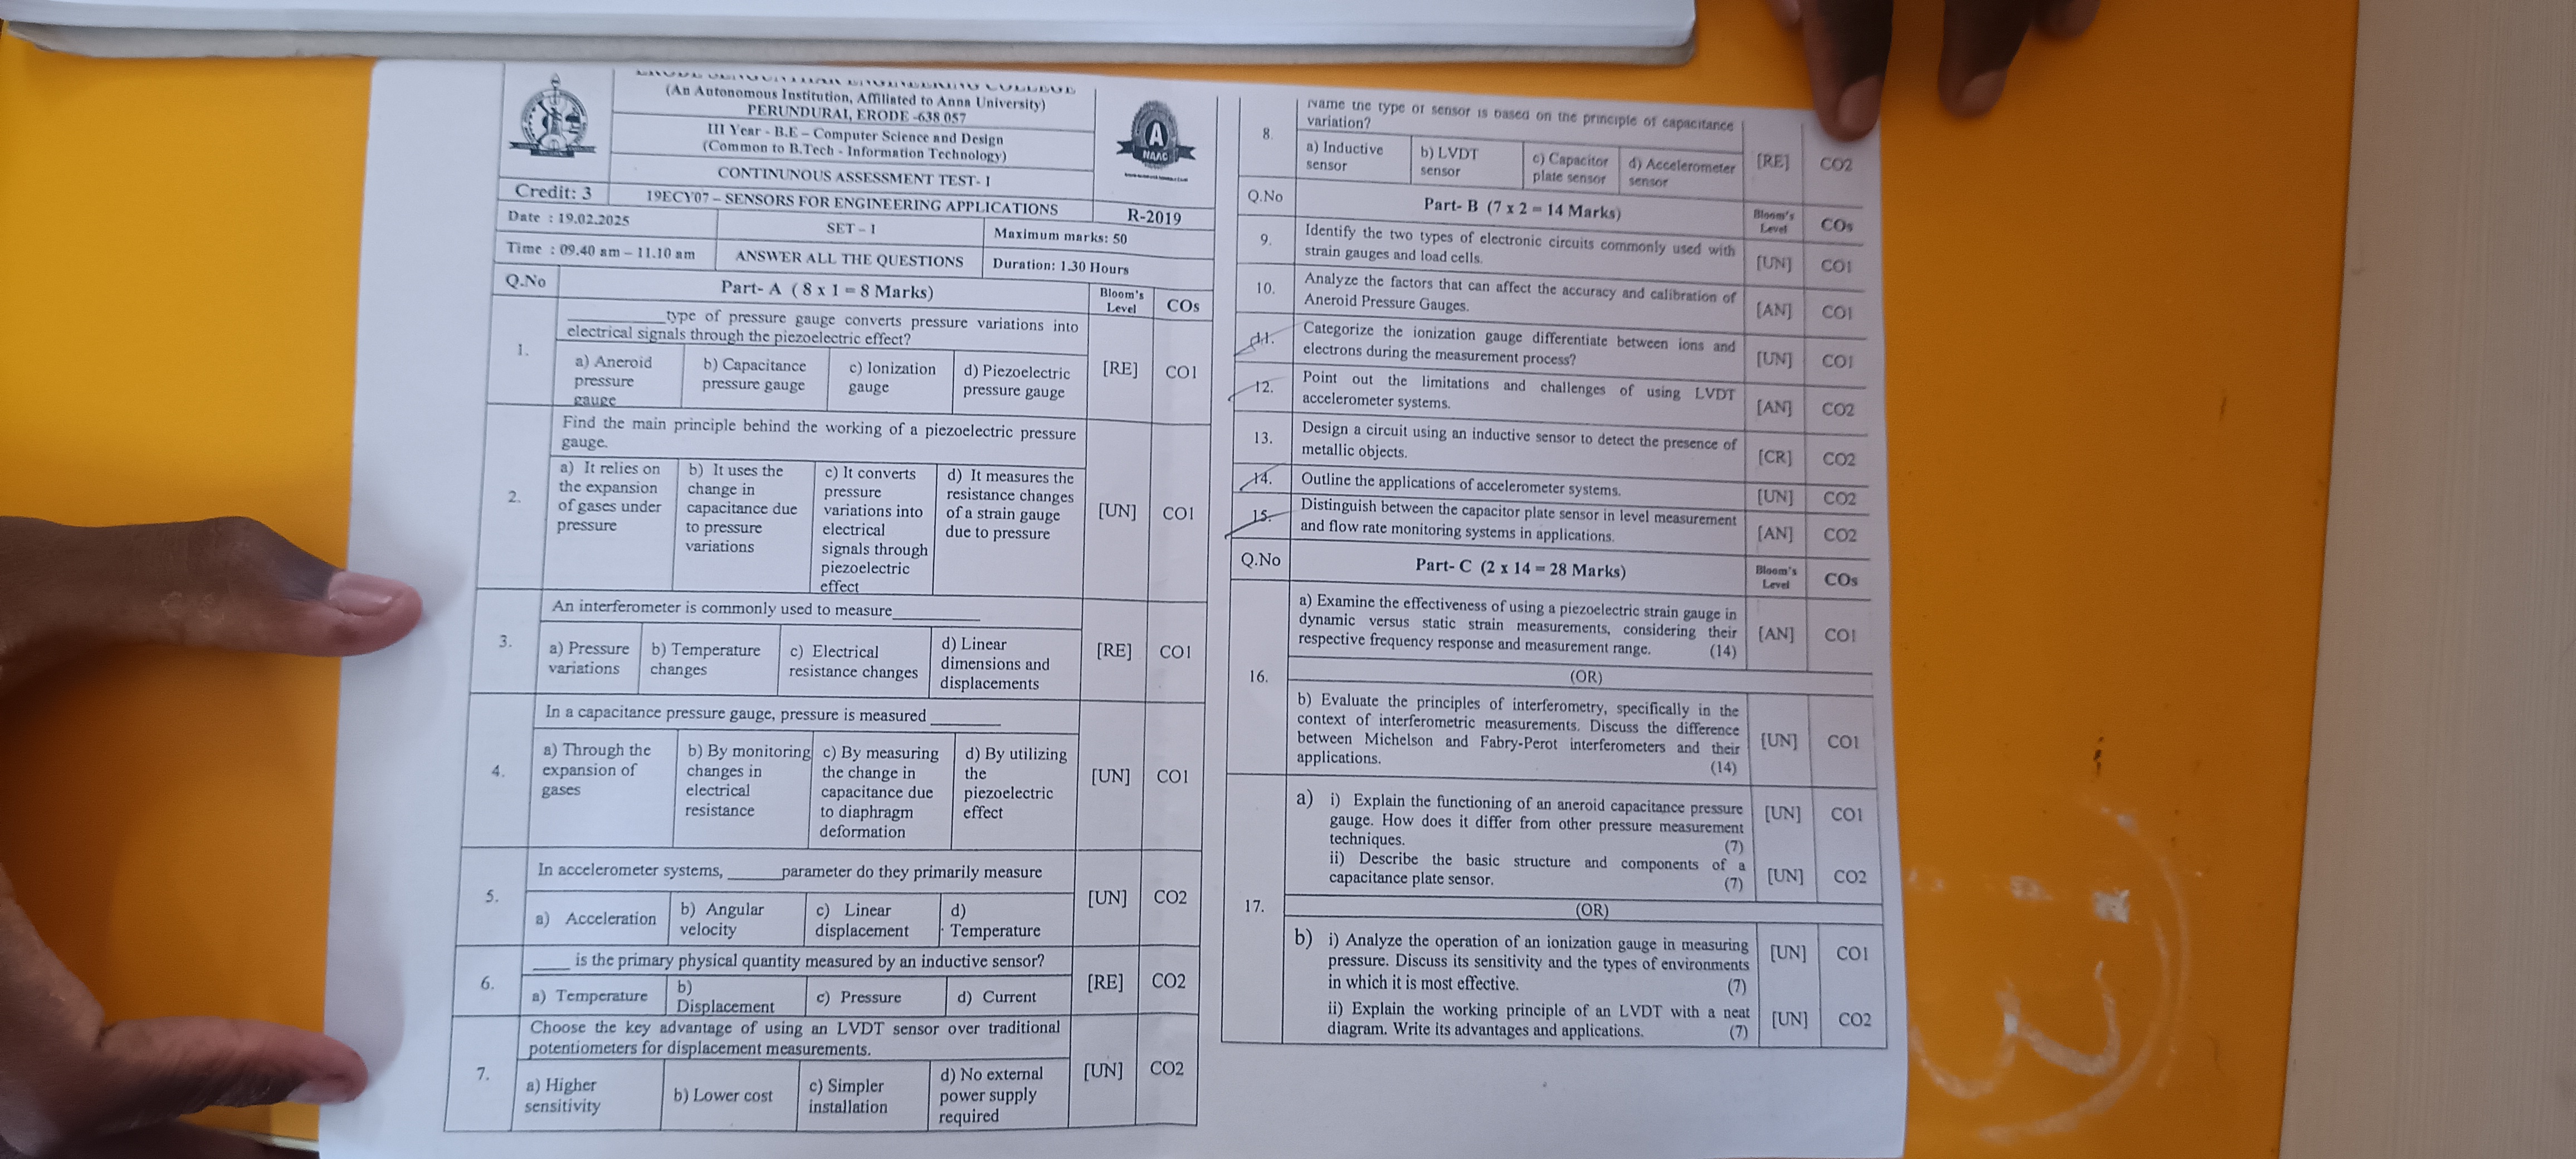 ERODE SENGUNTHAR ENGINEERING COLLEGE
(An Autonomous Institution, Affiliated to Anna University)
PERUNDURAI, ERODE -638 057
III Year - B.E – Computer Science and Design
(Common to B.Tech - Information Technology)
CONTINUNOUS ASSESSMENT TEST- I
A
NAAC
Credit: 3
19ECY07 – SENSORS FOR ENGINEERING APPLICATIONS
R-2019
Date : 19.02.2025
SET – 1
Maximum marks: 50
Time : 09.40 am – 11.10 am
ANSWER ALL THE QUESTIONS
Duration: 1.30 Hours
Q.No
Part- A ( 8 x 1 = 8 Marks)
Bloom's
Level
COs
1.
__________type of pressure gauge converts pressure variations into
electrical signals through the piezoelectric effect?
a) Aneroid
pressure
gauge
b) Capacitance
pressure gauge
c) Ionization
gauge
d) Piezoelectric
pressure gauge
[RE]
CO1
2.
Find the main principle behind the working of a piezoelectric pressure
gauge.
a) It relies on
the expansion
of gases under
pressure
b) It uses the
change in
capacitance due
to pressure
variations
c) It converts
pressure
variations into
electrical
signals through
piezoelectric
effect
d) It measures the
resistance changes
of a strain gauge
due to pressure
[UN]
CO1
3.
An interferometer is commonly used to measure__________
a) Pressure
variations
b) Temperature
changes
c) Electrical
resistance changes
d) Linear
dimensions and
displacements
[RE]
CO1
4.
In a capacitance pressure gauge, pressure is measured ________
a) Through the
expansion of
gases
b) By monitoring
changes in
electrical
resistance
c) By measuring
the change in
capacitance due
to diaphragm
deformation
d) By utilizing
the
piezoelectric
effect
[UN]
CO1
5.
In accelerometer systems, ______parameter do they primarily measure
a) Acceleration
b) Angular
velocity
c) Linear
displacement
d)
Temperature
[UN]
CO2
6.
____ is the primary physical quantity measured by an inductive sensor?
a) Temperature
b)
Displacement
c) Pressure
d) Current
[RE]
CO2
7.
Choose the key advantage of using an LVDT sensor over traditional
potentiometers for displacement measurements.
a) Higher
sensitivity
b) Lower cost
c) Simpler
installation
d) No external
power supply
required
[UN]
CO2
8.
Name the type of sensor is based on the principle of capacitance
variation?
a) Inductive
sensor
b) LVDT
sensor
c) Capacitor
plate sensor
d) Accelerometer
sensor
[RE]
CO2
Q.No
Part- B (7 x 2 = 14 Marks)
Bloom's
Level
COs
9.
Identify the two types of electronic circuits commonly used with
strain gauges and load cells.
[UN]
CO1
10.
Analyze the factors that can affect the accuracy and calibration of
Aneroid Pressure Gauges.
[AN]
CO1
11.
Categorize the ionization gauge differentiate between ions and
electrons during the measurement process?
[UN]
CO1
12.
Point out the limitations and challenges of using LVDT
accelerometer systems.
[AN]
CO2
13.
Design a circuit using an inductive sensor to detect the presence of
metallic objects.
[CR]
CO2
14.
Outline the applications of accelerometer systems.
[UN]
CO2
15.
Distinguish between the capacitor plate sensor in level measurement
and flow rate monitoring systems in applications.
[AN]
CO2
Q.No
Part- C (2 x 14 = 28 Marks)
Bloom's
Level
COs
16.
a) Examine the effectiveness of using a piezoelectric strain gauge in
dynamic versus static strain measurements, considering their
respective frequency response and measurement range. (14)
[AN]
CO1
(OR)
b) Evaluate the principles of interferometry, specifically in the
context of interferometric measurements. Discuss the difference
between Michelson and Fabry-Perot interferometers and their
applications. (14)
[UN]
CO1
17.
a) i) Explain the functioning of an aneroid capacitance pressure
gauge. How does it differ from other pressure measurement
techniques. (7)
[UN]
CO1
ii) Describe the basic structure and components of a
capacitance plate sensor. (7)
[UN]
CO2
(OR)
b) i) Analyze the operation of an ionization gauge in measuring
pressure. Discuss its sensitivity and the types of environments
in which it is most effective. (7)
[UN]
CO1
ii) Explain the working principle of an LVDT with a neat
diagram. Write its advantages and applications. (7)
[UN]
CO2